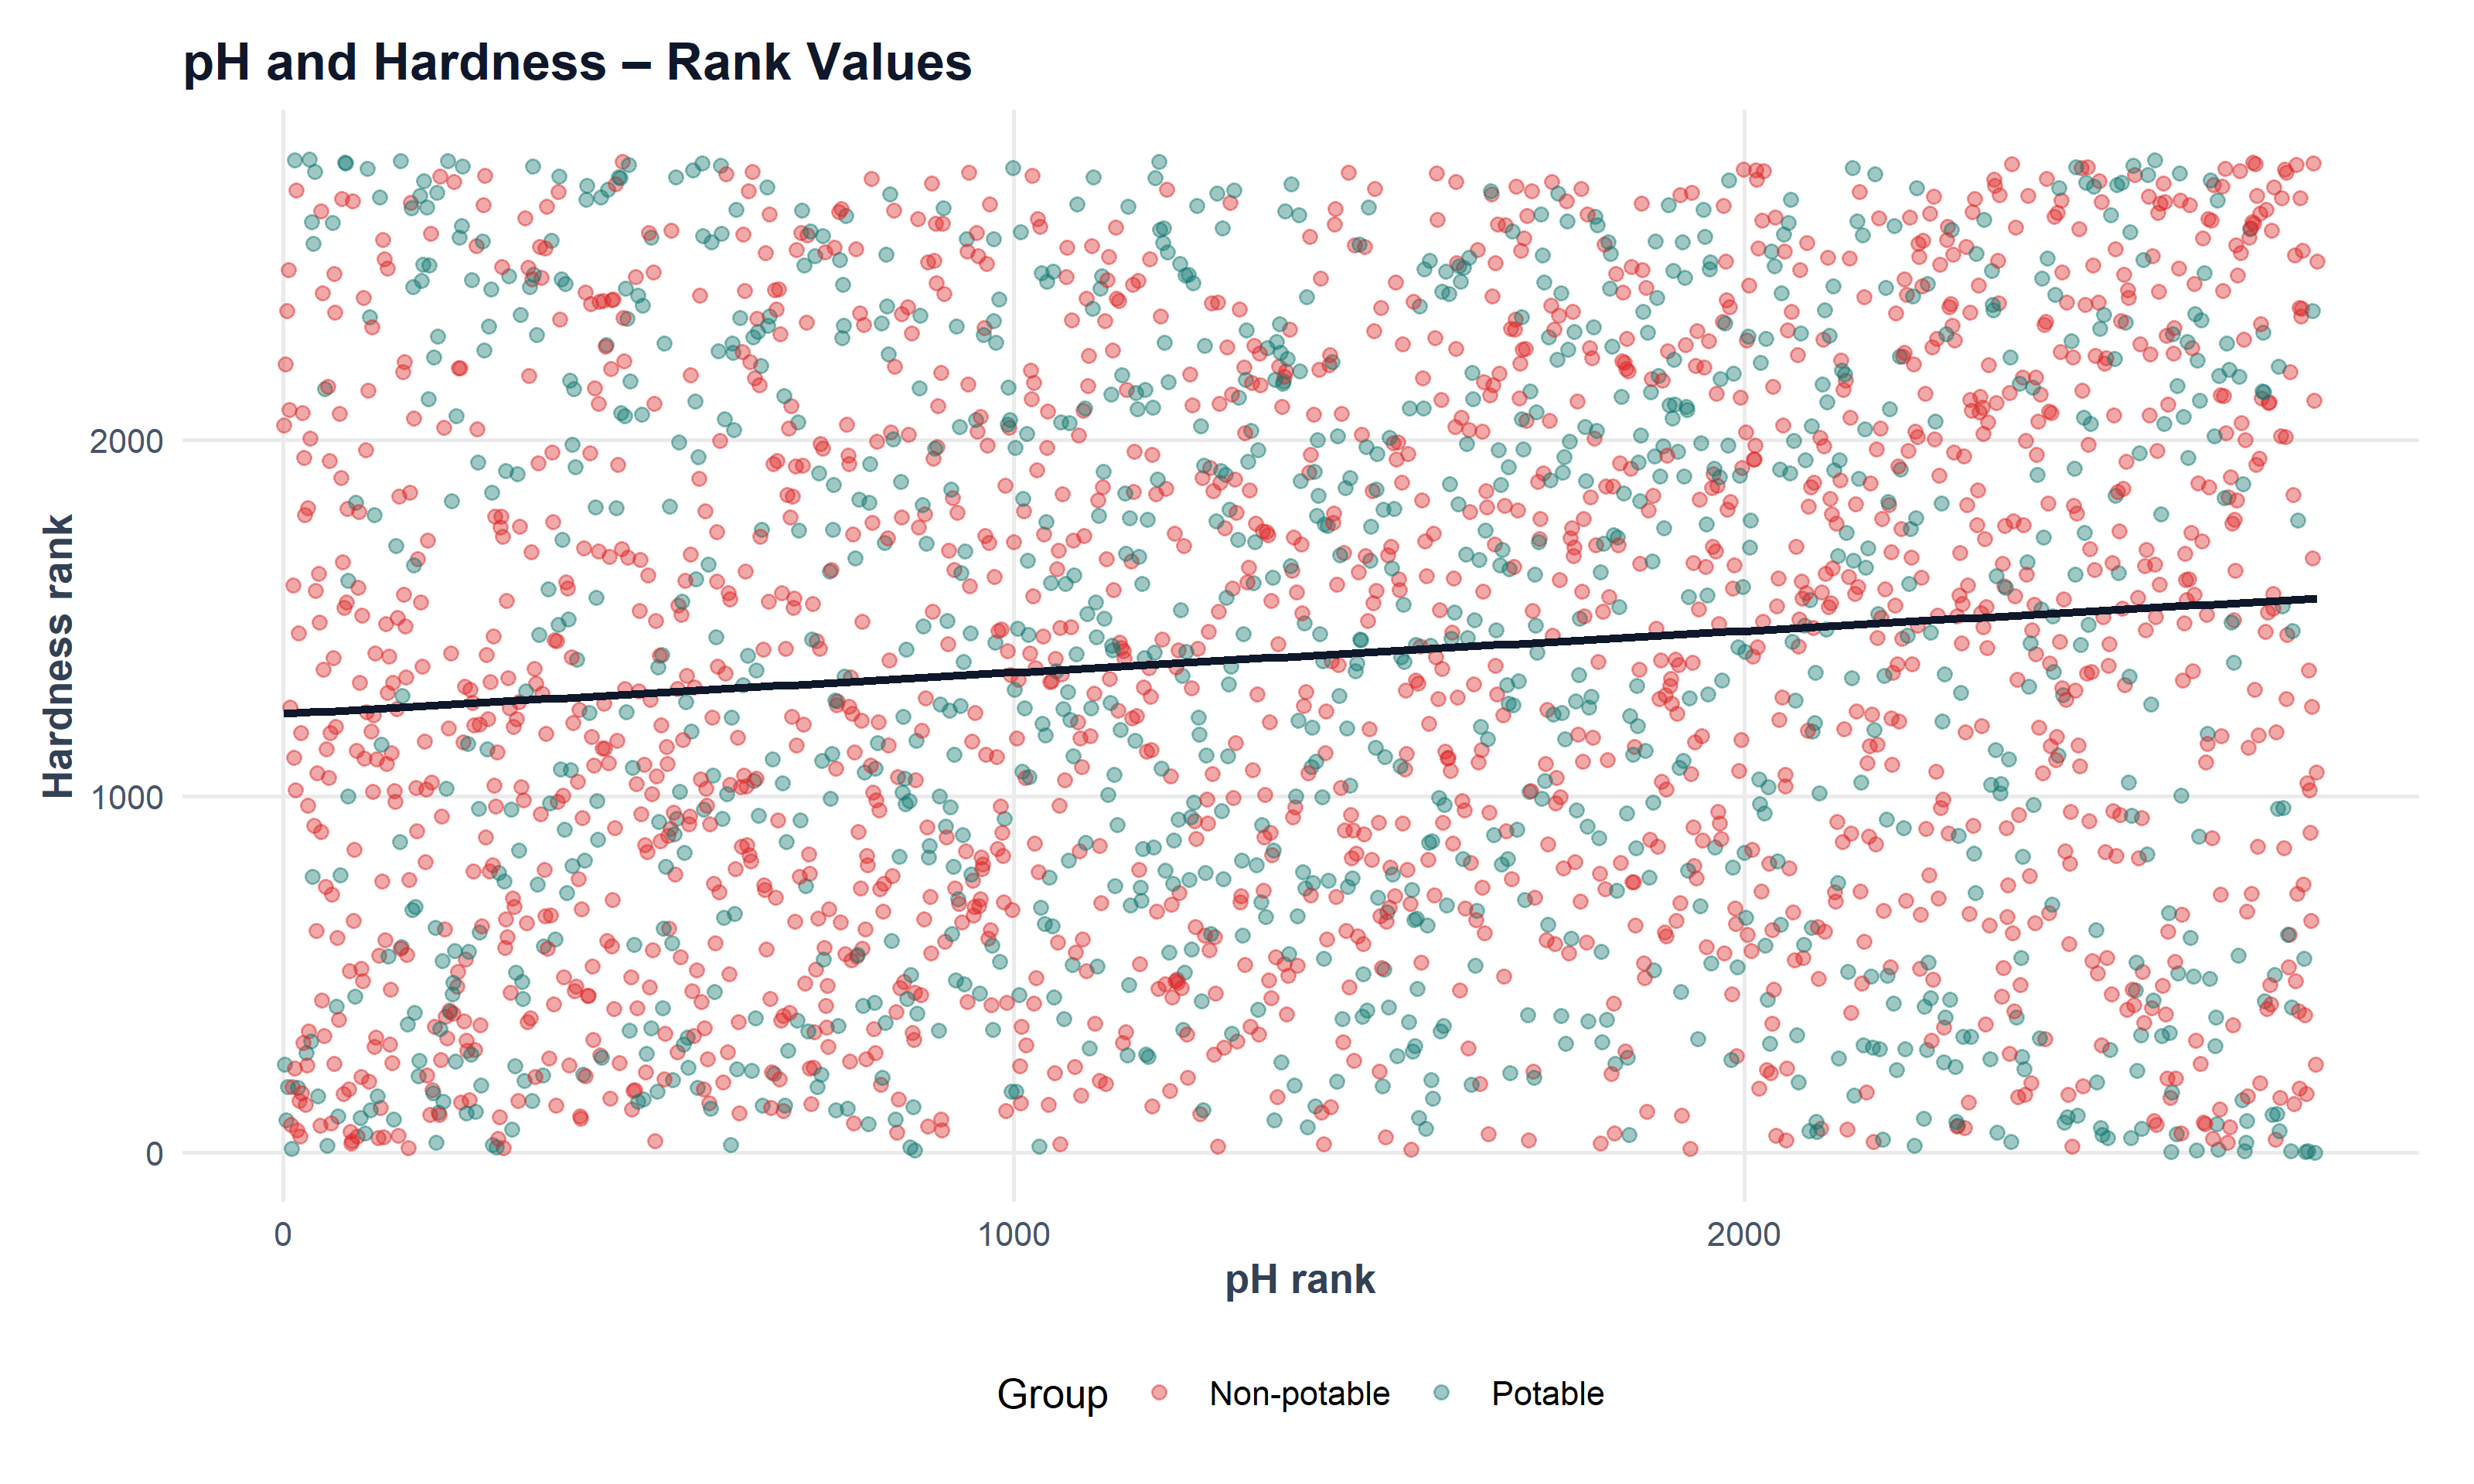 pH and Hardness – Rank Values
Hardness rank
2000
1000
0
0 1000 2000
pH rank
Group Non-potable Potable